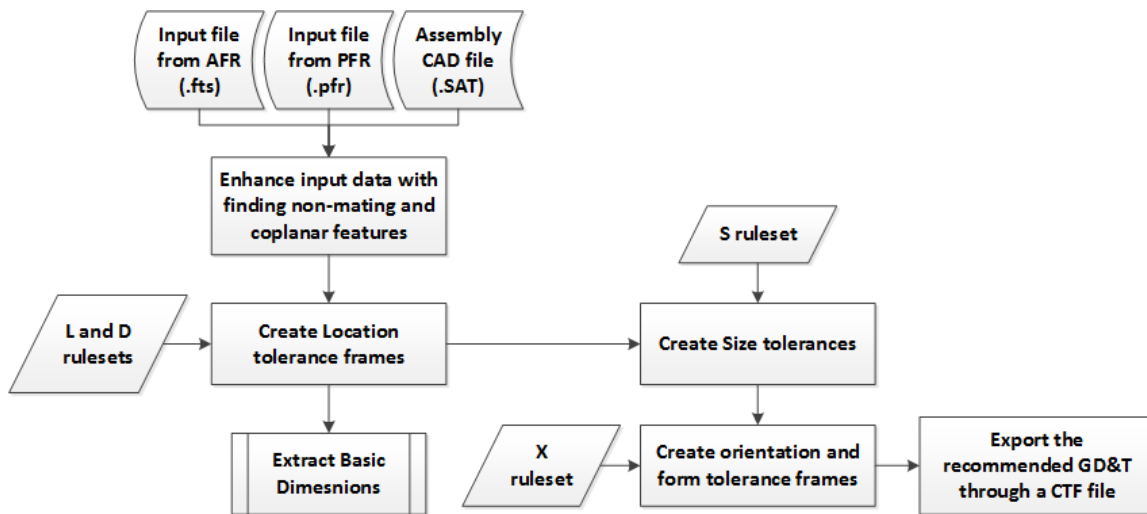 Input file
from AFR
(.fts)
Input file
from PFR
(.pfr)
Assembly
CAD file
(.SAT)
Enhance input data with
finding non-mating and
coplanar features
S ruleset
L and D
rulesets
Create Location
tolerance frames
Create Size tolerances
Extract Basic
Dimesnions
X
ruleset
Create orientation and
form tolerance frames
Export the
recommended GD&T
through a CTF file